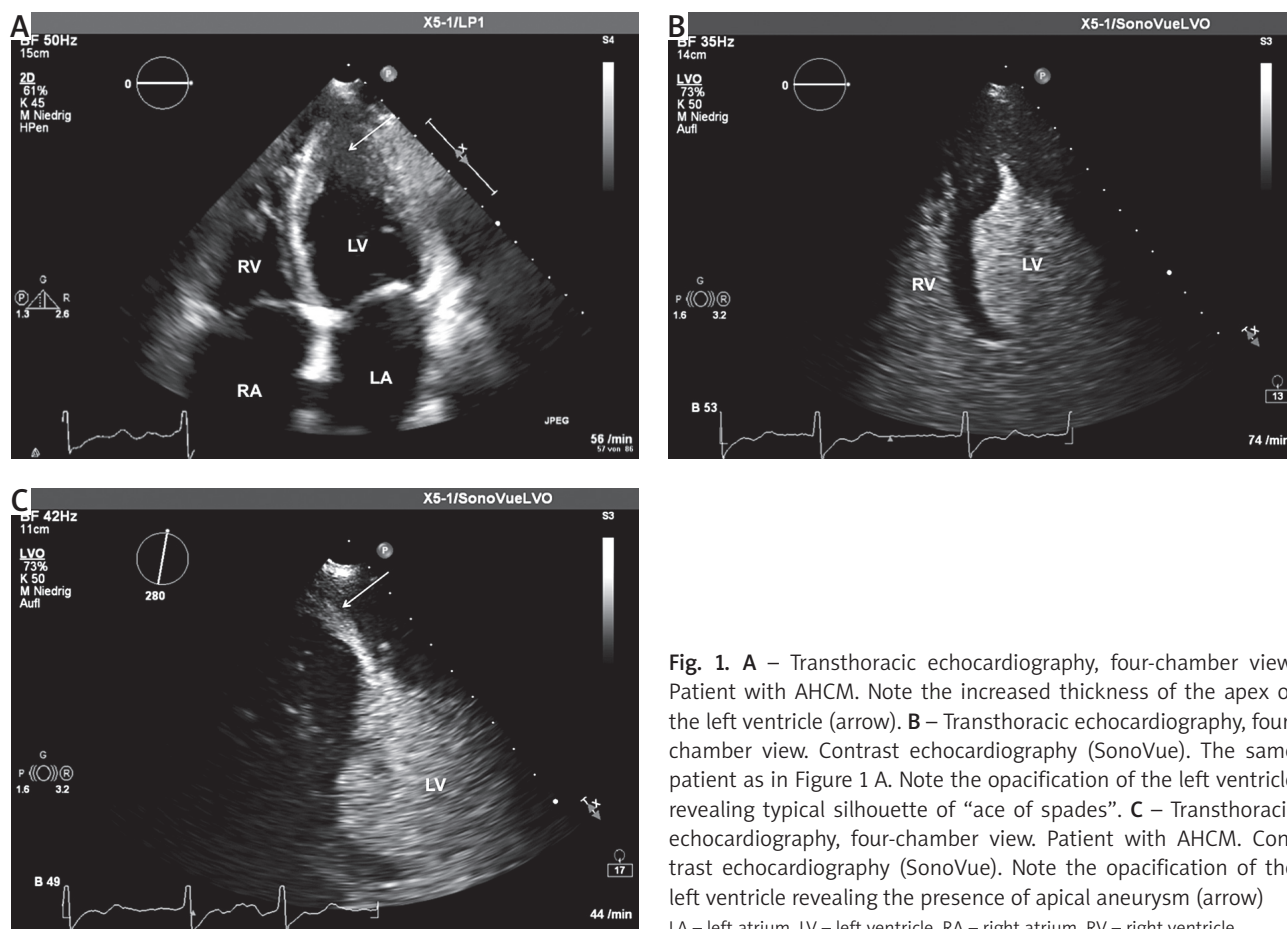 A
X5-1/LP1
BF 50Hz
15cm
2D
61%
K 45
M Niedrig
HPen
0
P
S4
X
LV
RV
G
P R
1.3 2.6
RA
LA
JPEG
56 /min
57 von 86
B
X5-1/SonoVueLVO
BF 35Hz
14cm
LVO
73%
K 50
M Niedrig
Aufl
0
P
S3
RV
LV
G
P R
1.6 3.2
X
13
B 53
74 /min
C
X5-1/SonoVueLVO
BF 42Hz
11cm
LVO
73%
K 50
M Niedrig
Aufl
280
P
S3
LV
G
P R
1.6 3.2
X
17
B 49
44 /min
Fig. 1. A – Transthoracic echocardiography, four-chamber view
Patient with AHCM. Note the increased thickness of the apex o
the left ventricle (arrow). B – Transthoracic echocardiography, four
chamber view. Contrast echocardiography (SonoVue). The same
patient as in Figure 1 A. Note the opacification of the left ventricle
revealing typical silhouette of “ace of spades”. C – Transthoraci
echocardiography, four-chamber view. Patient with AHCM. Con
trast echocardiography (SonoVue). Note the opacification of the
left ventricle revealing the presence of apical aneurysm (arrow)
LA – left atrium, LV – left ventricle, RA – right atrium, RV – right ventricle